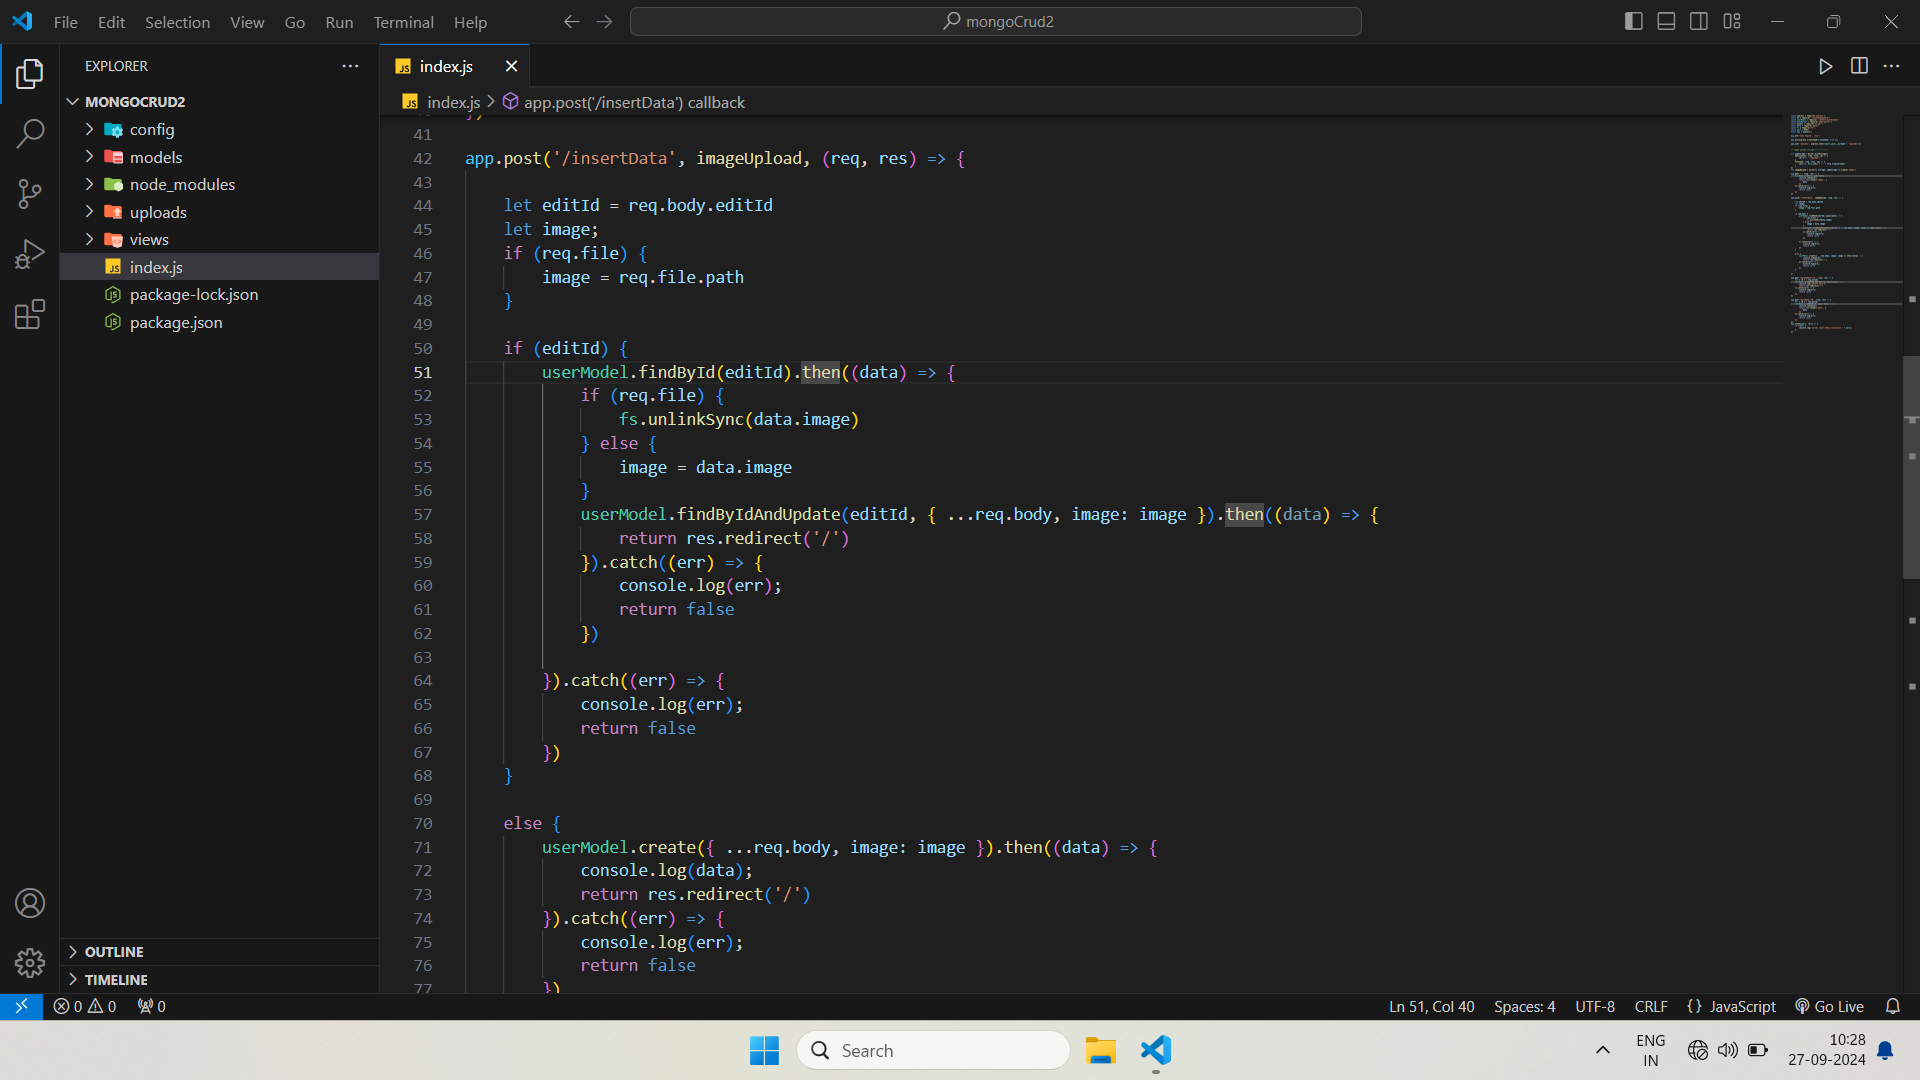 File Edit Selection View Go Run Terminal Help
mongoCrud2
EXPLORER
index.js
MONGOCRUD2
config
models
node_modules
uploads
views
index.js
package-lock.json
package.json
OUTLINE
TIMELINE
index.js > app.post('/insertData') callback
41
42 app.post('/insertData', imageUpload, (req, res) => {
43
44 let editId = req.body.editId
45 let image;
46 if (req.file) {
47 image = req.file.path
48 }
49
50 if (editId) {
51 userModel.findById(editId).then((data) => {
52 if (req.file) {
53 fs.unlinkSync(data.image)
54 } else {
55 image = data.image
56 }
57 userModel.findByIdAndUpdate(editId, { ...req.body, image: image }).then((data) => {
58 return res.redirect('/')
59 }).catch((err) => {
60 console.log(err);
61 return false
62 })
63
64 }).catch((err) => {
65 console.log(err);
66 return false
67 })
68 }
69
70 else {
71 userModel.create({ ...req.body, image: image }).then((data) => {
72 console.log(data);
73 return res.redirect('/')
74 }).catch((err) => {
75 console.log(err);
76 return false
77 })
0 0 0
Ln 51, Col 40 Spaces: 4 UTF-8 CRLF {} JavaScript Go Live
Search
ENG
IN
10:28
27-09-2024